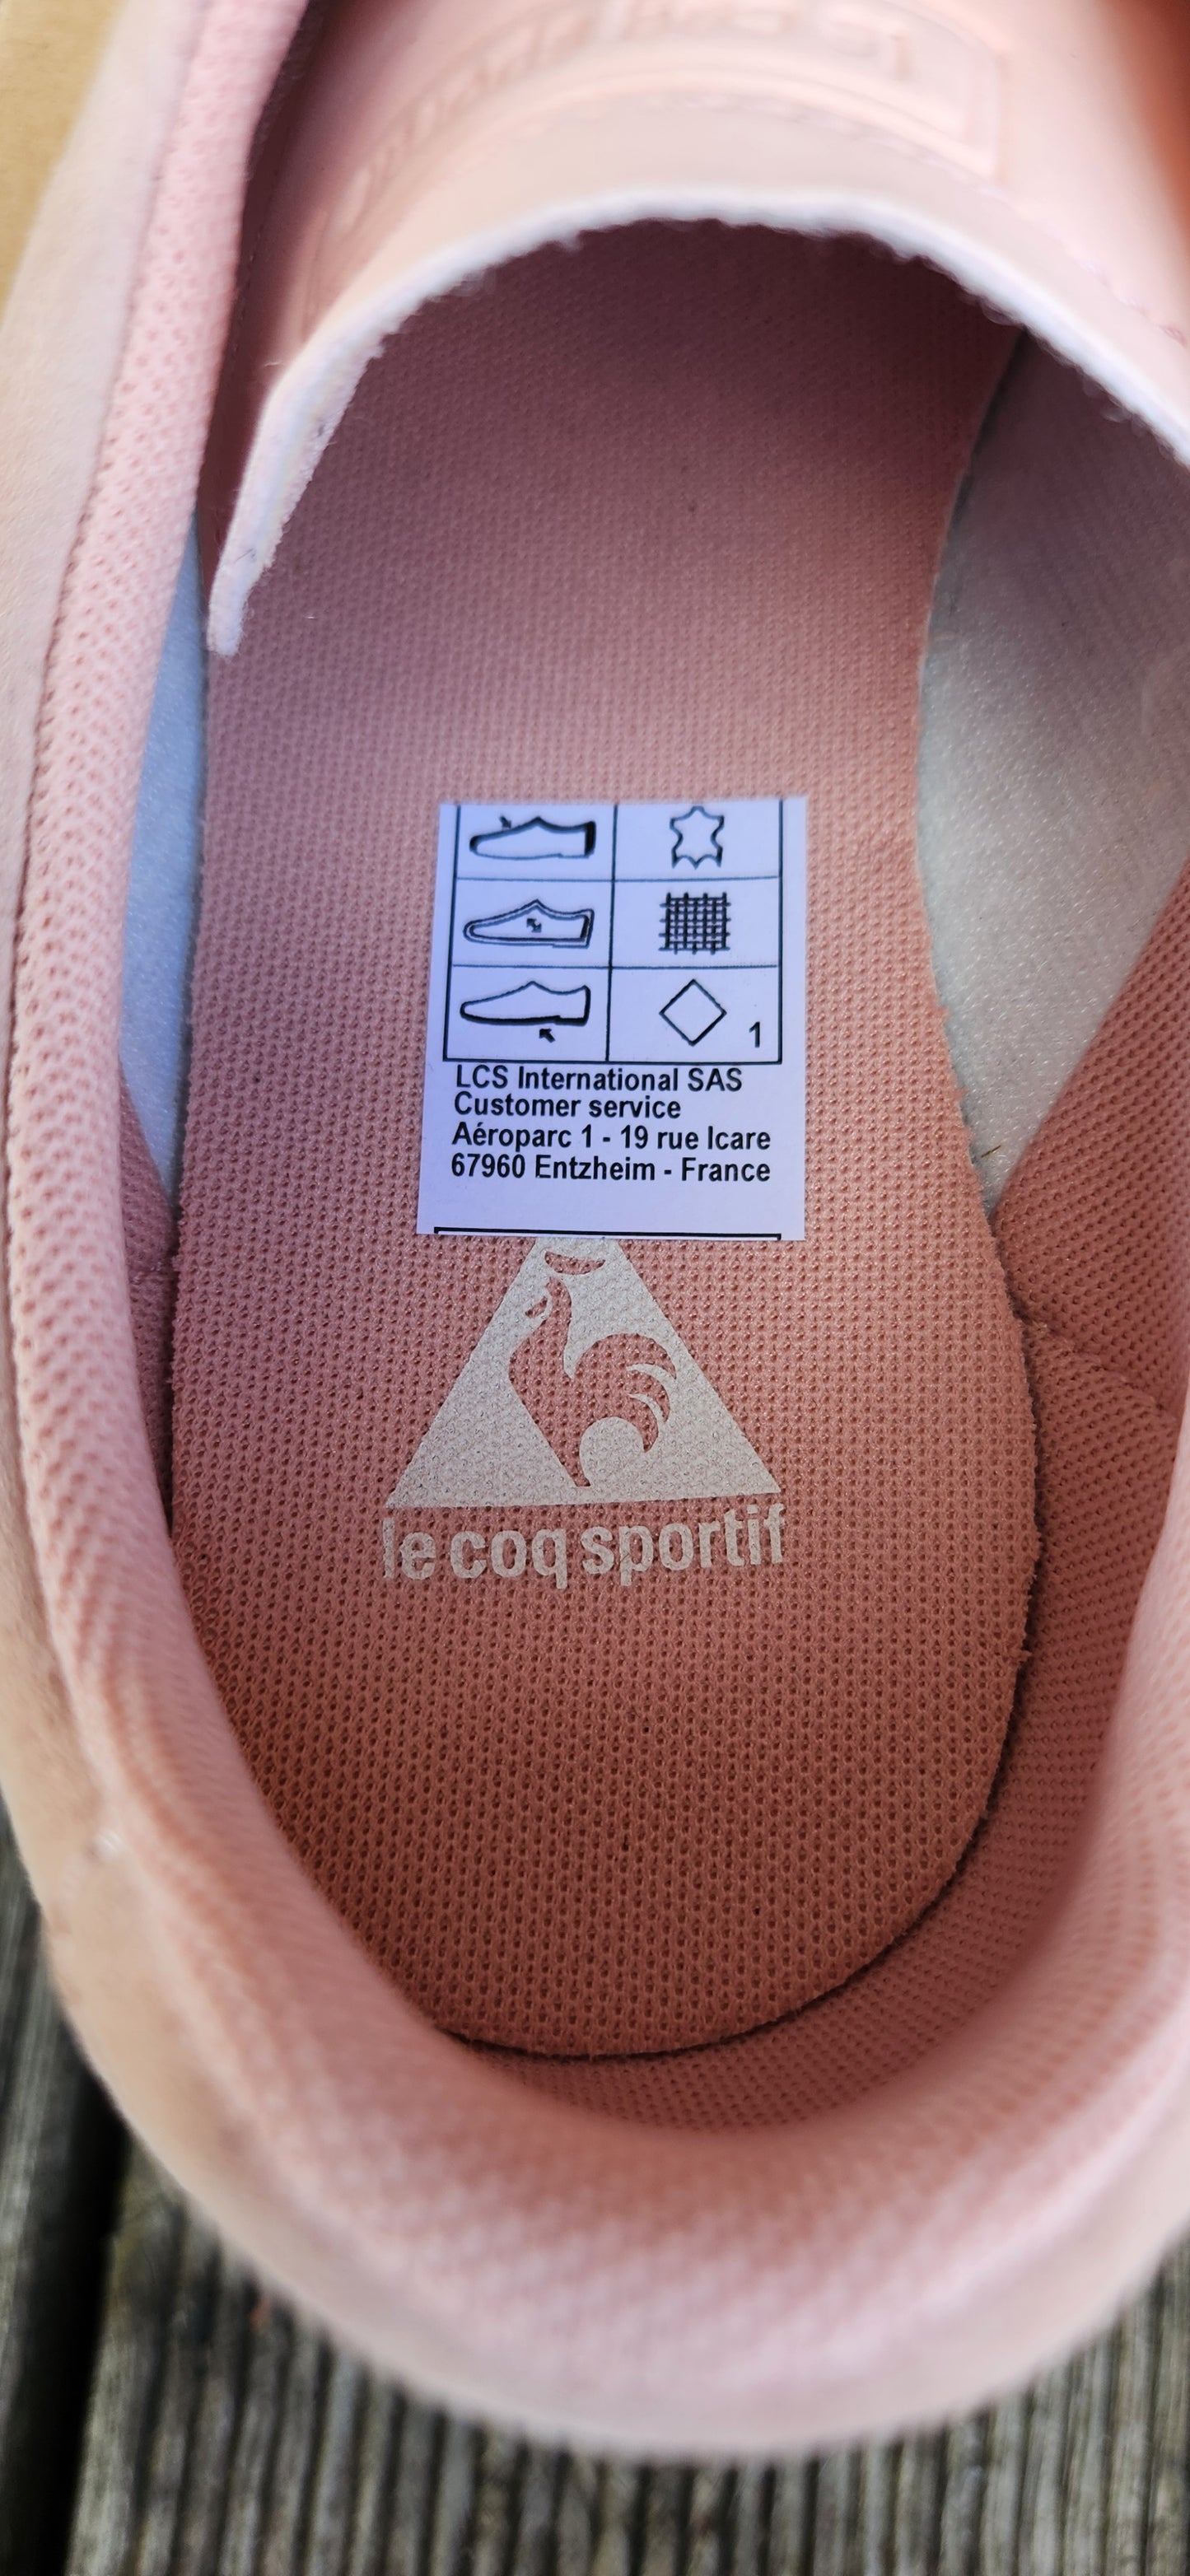 1
LCS International SAS
Customer service
Aéroparc 1 - 19 rue Icare
67960 Entzheim - France
le coq sportif